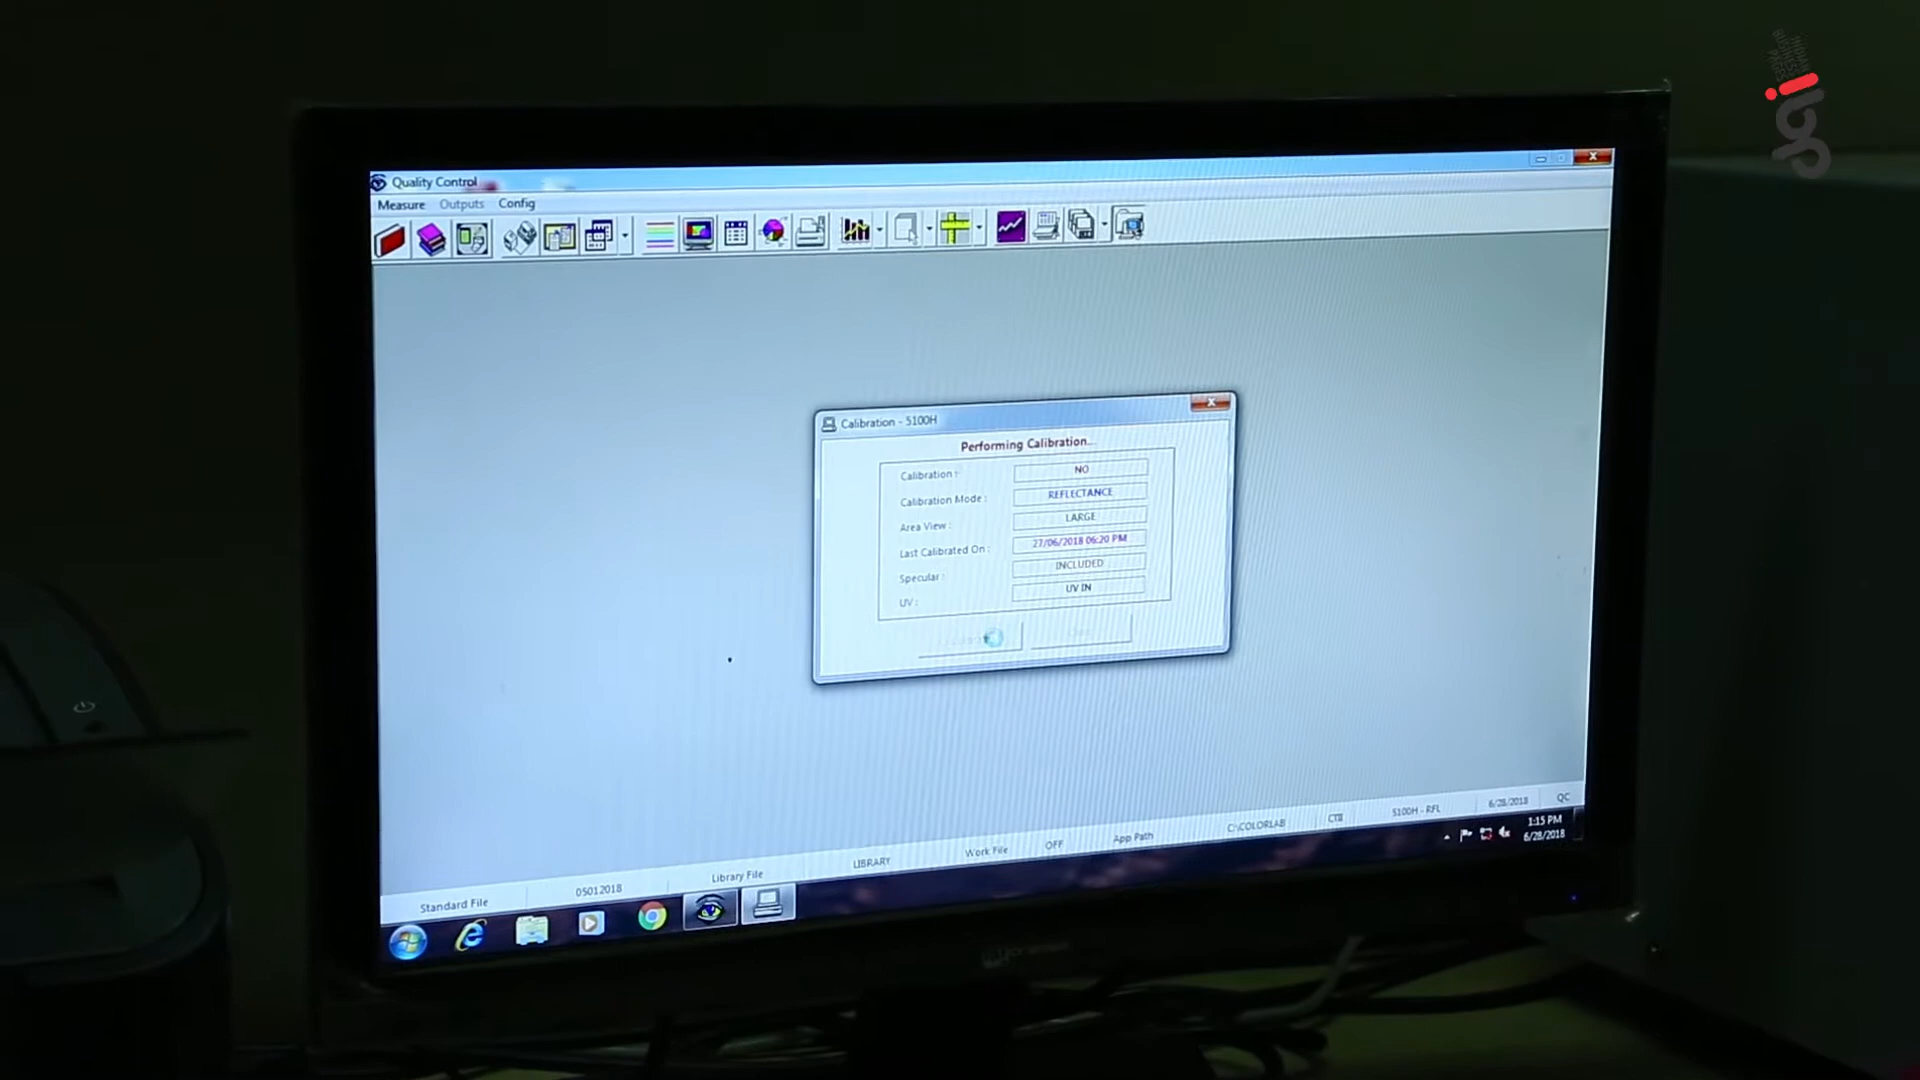 Quality Control
Measure Outputs Config
Calibration - 5100H
Performing Calibration...
Calibration : NO
Calibration Mode : REFLECTANCE
Area View : LARGE
Last Calibrated On : 27/06/2018 06:20 PM
Specular : INCLUDED
UV : UV IN
Standard File 05012018 Library File LIBRARY Work File OFF App Path C:\COLORLAB CTII 5100H - RFL 6/28/2018 QC
1:15 PM
6/28/2018